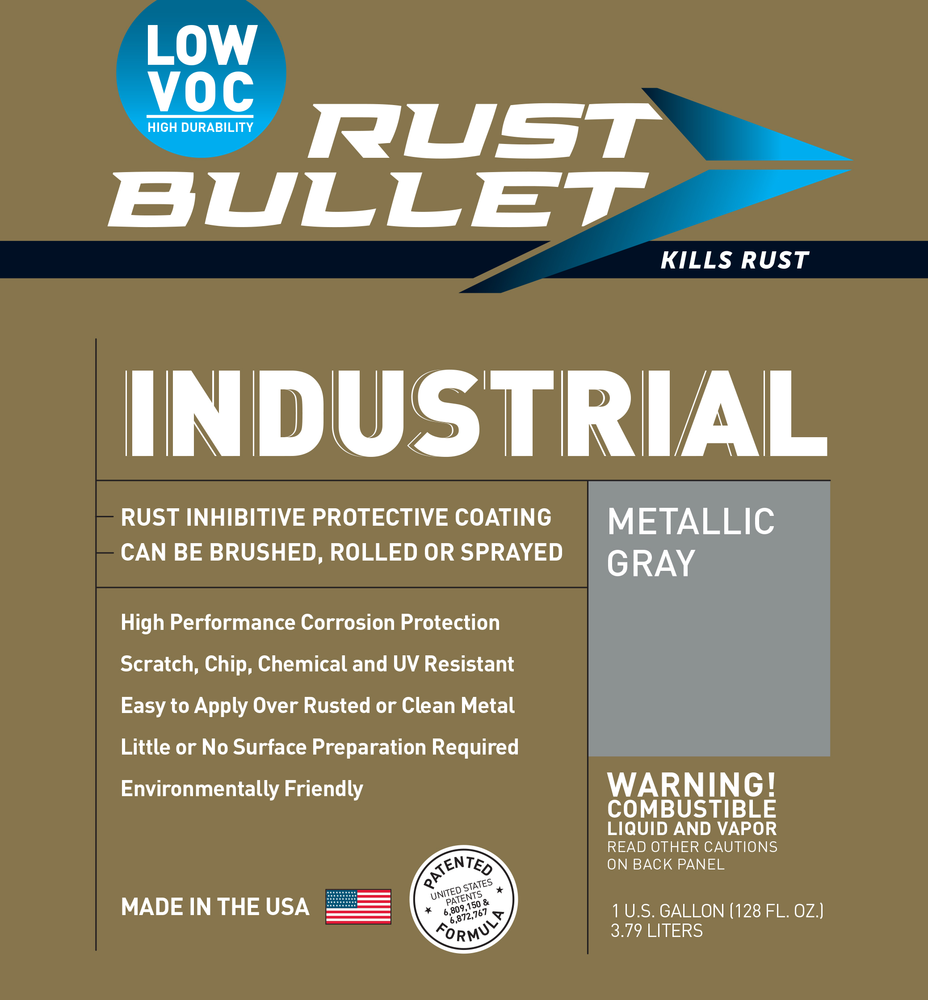 LOW
VOC
HIGH DURABILITY
RUST
BULLET
KILLS RUST
INDUSTRIAL
RUST INHIBITIVE PROTECTIVE COATING
CAN BE BRUSHED, ROLLED OR SPRAYED
METALLIC
GRAY
High Performance Corrosion Protection
Scratch, Chip, Chemical and UV Resistant
Easy to Apply Over Rusted or Clean Metal
Little or No Surface Preparation Required
Environmentally Friendly
WARNING!
COMBUSTIBLE
LIQUID AND VAPOR
READ OTHER CAUTIONS
ON BACK PANEL
MADE IN THE USA
PATENTED
UNITED STATES
PATENTS
6,809,150 &
6,872,767
FORMULA
1 U.S. GALLON (128 FL. OZ.)
3.79 LITERS